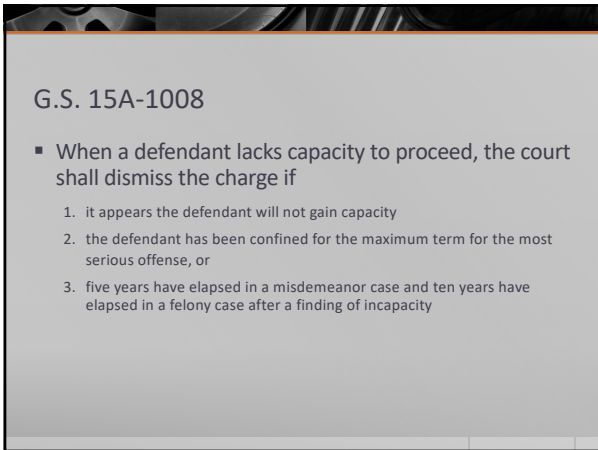 G.S. 15A-1008
▪ When a defendant lacks capacity to proceed, the court
shall dismiss the charge if
1. it appears the defendant will not gain capacity
2. the defendant has been confined for the maximum term for the most
serious offense, or
3. five years have elapsed in a misdemeanor case and ten years have
elapsed in a felony case after a finding of incapacity